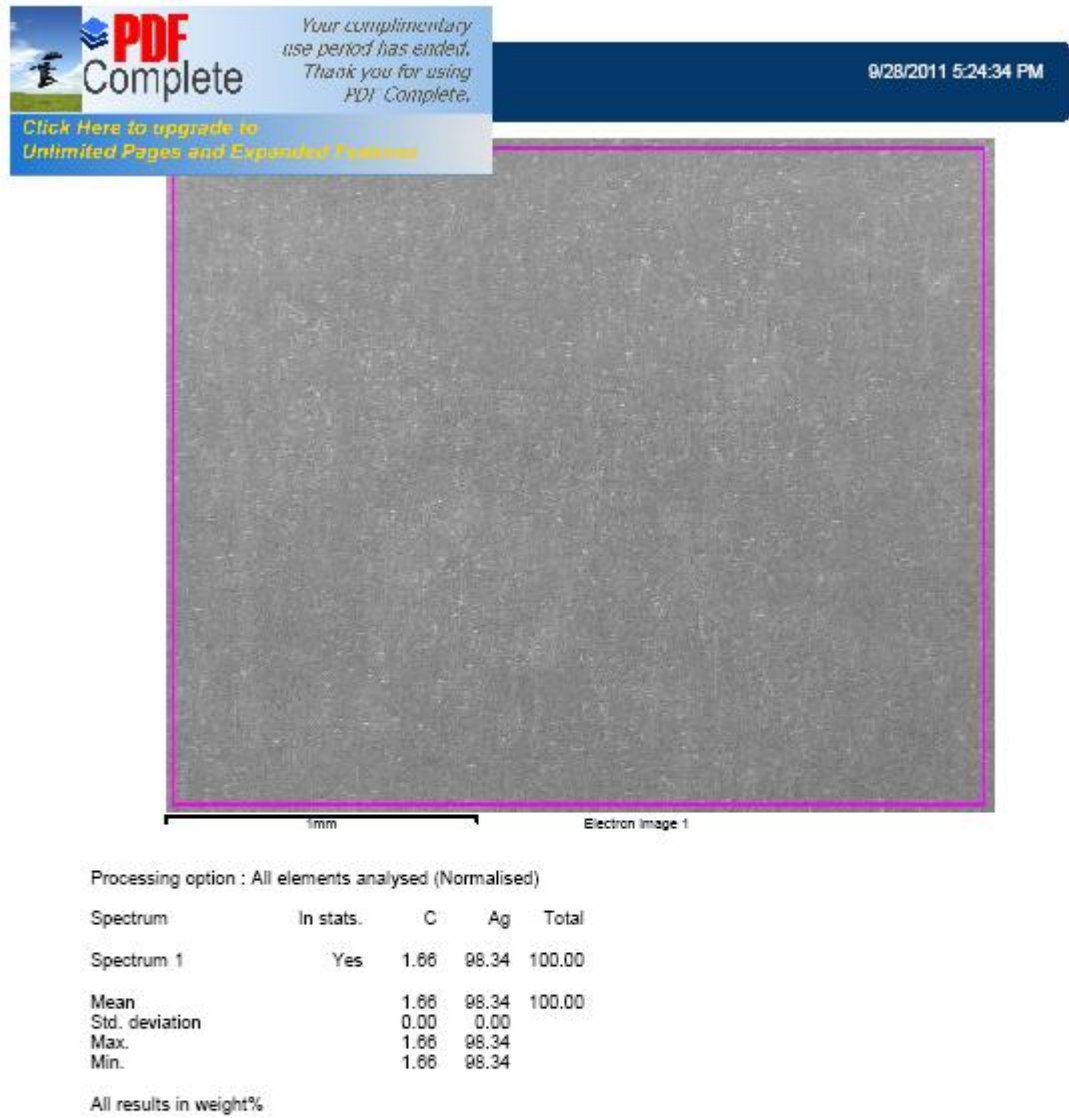 PDF
Complete
Your complimentary
use period has ended.
Thank you for using
PDF Complete.
Click Here to upgrade to
Unlimited Pages and Expanded Features
9/28/2011 5:24:34 PM
1mm
Electron Image 1
Processing option : All elements analysed (Normalised)
Spectrum In stats. C Ag Total
Spectrum 1 Yes 1.66 98.34 100.00
Mean 1.66 98.34 100.00
Std. deviation 0.00 0.00
Max. 1.66 98.34
Min. 1.66 98.34
All results in weight%